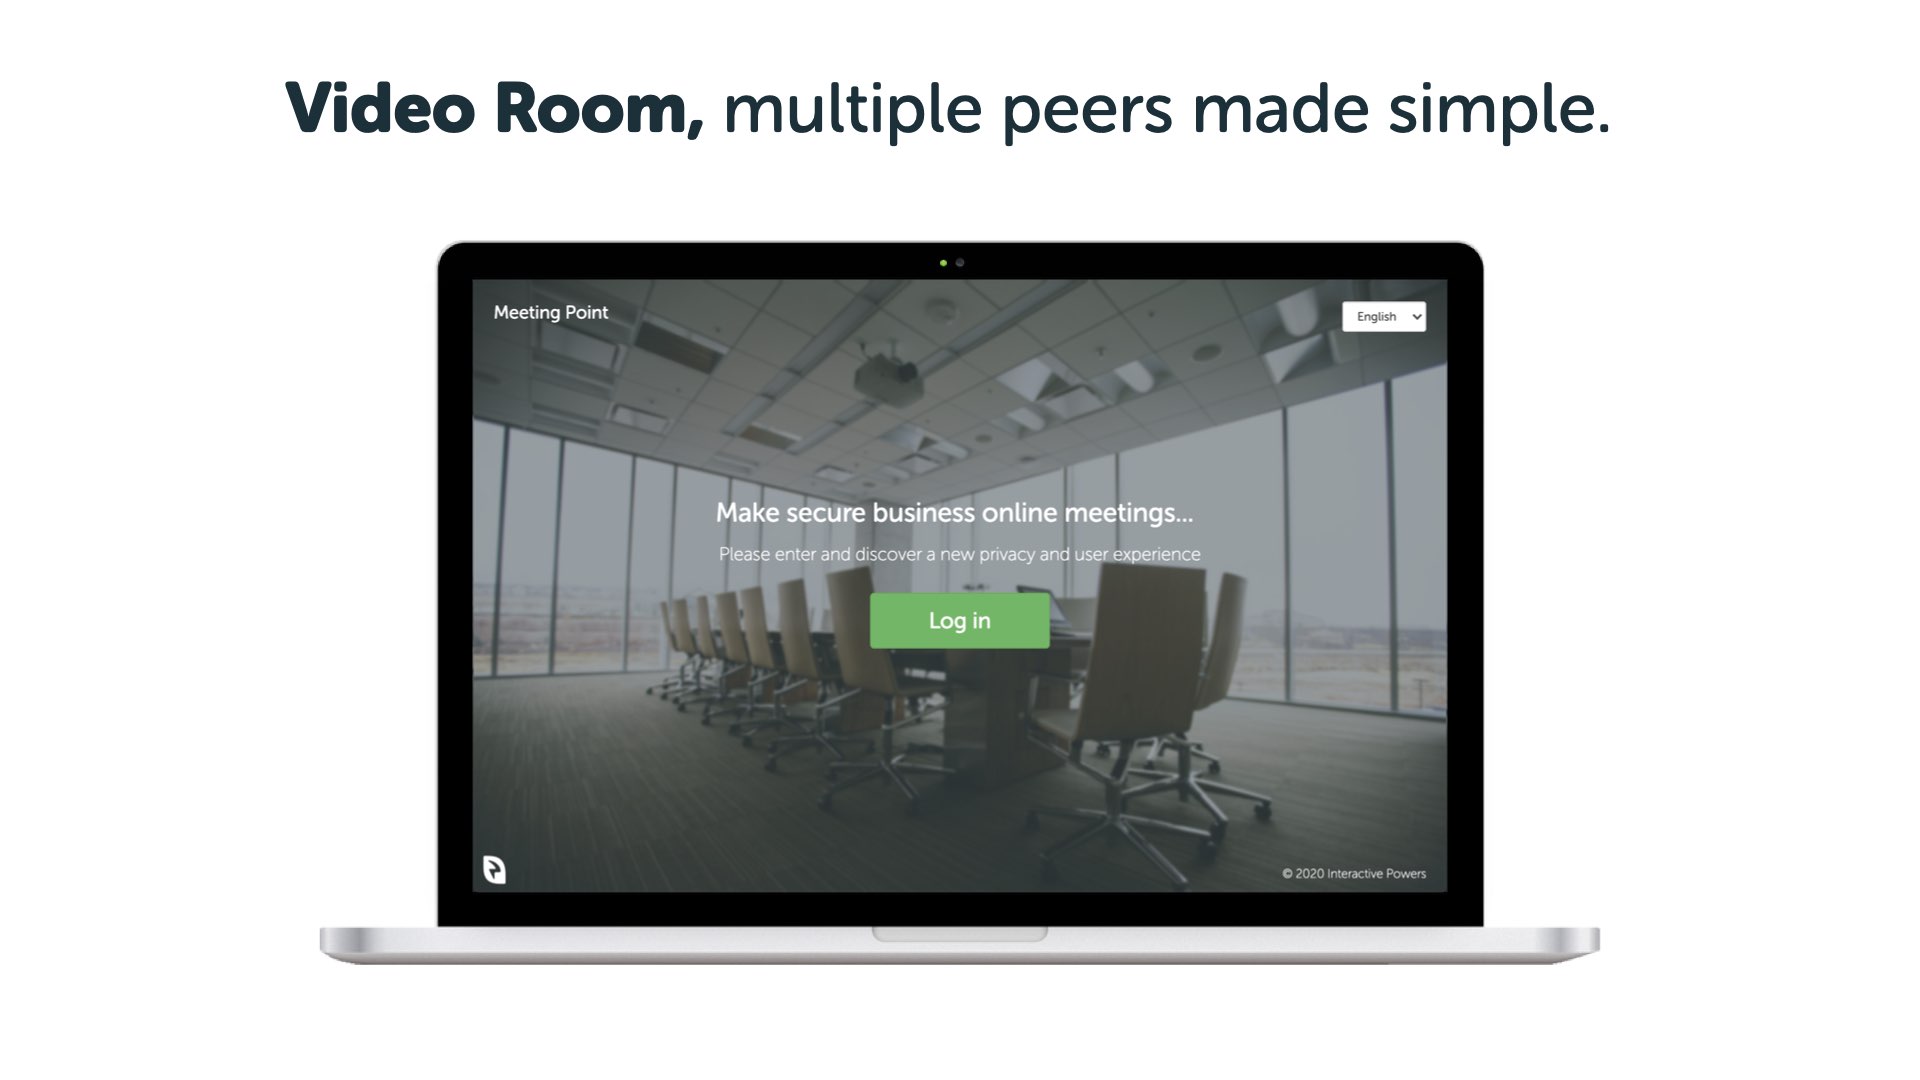 Video Room, multiple peers made simple.
Meeting Point
English
Make secure business online meetings...
Please enter and discover a new privacy and user experience
Log in
© 2020 Interactive Powers